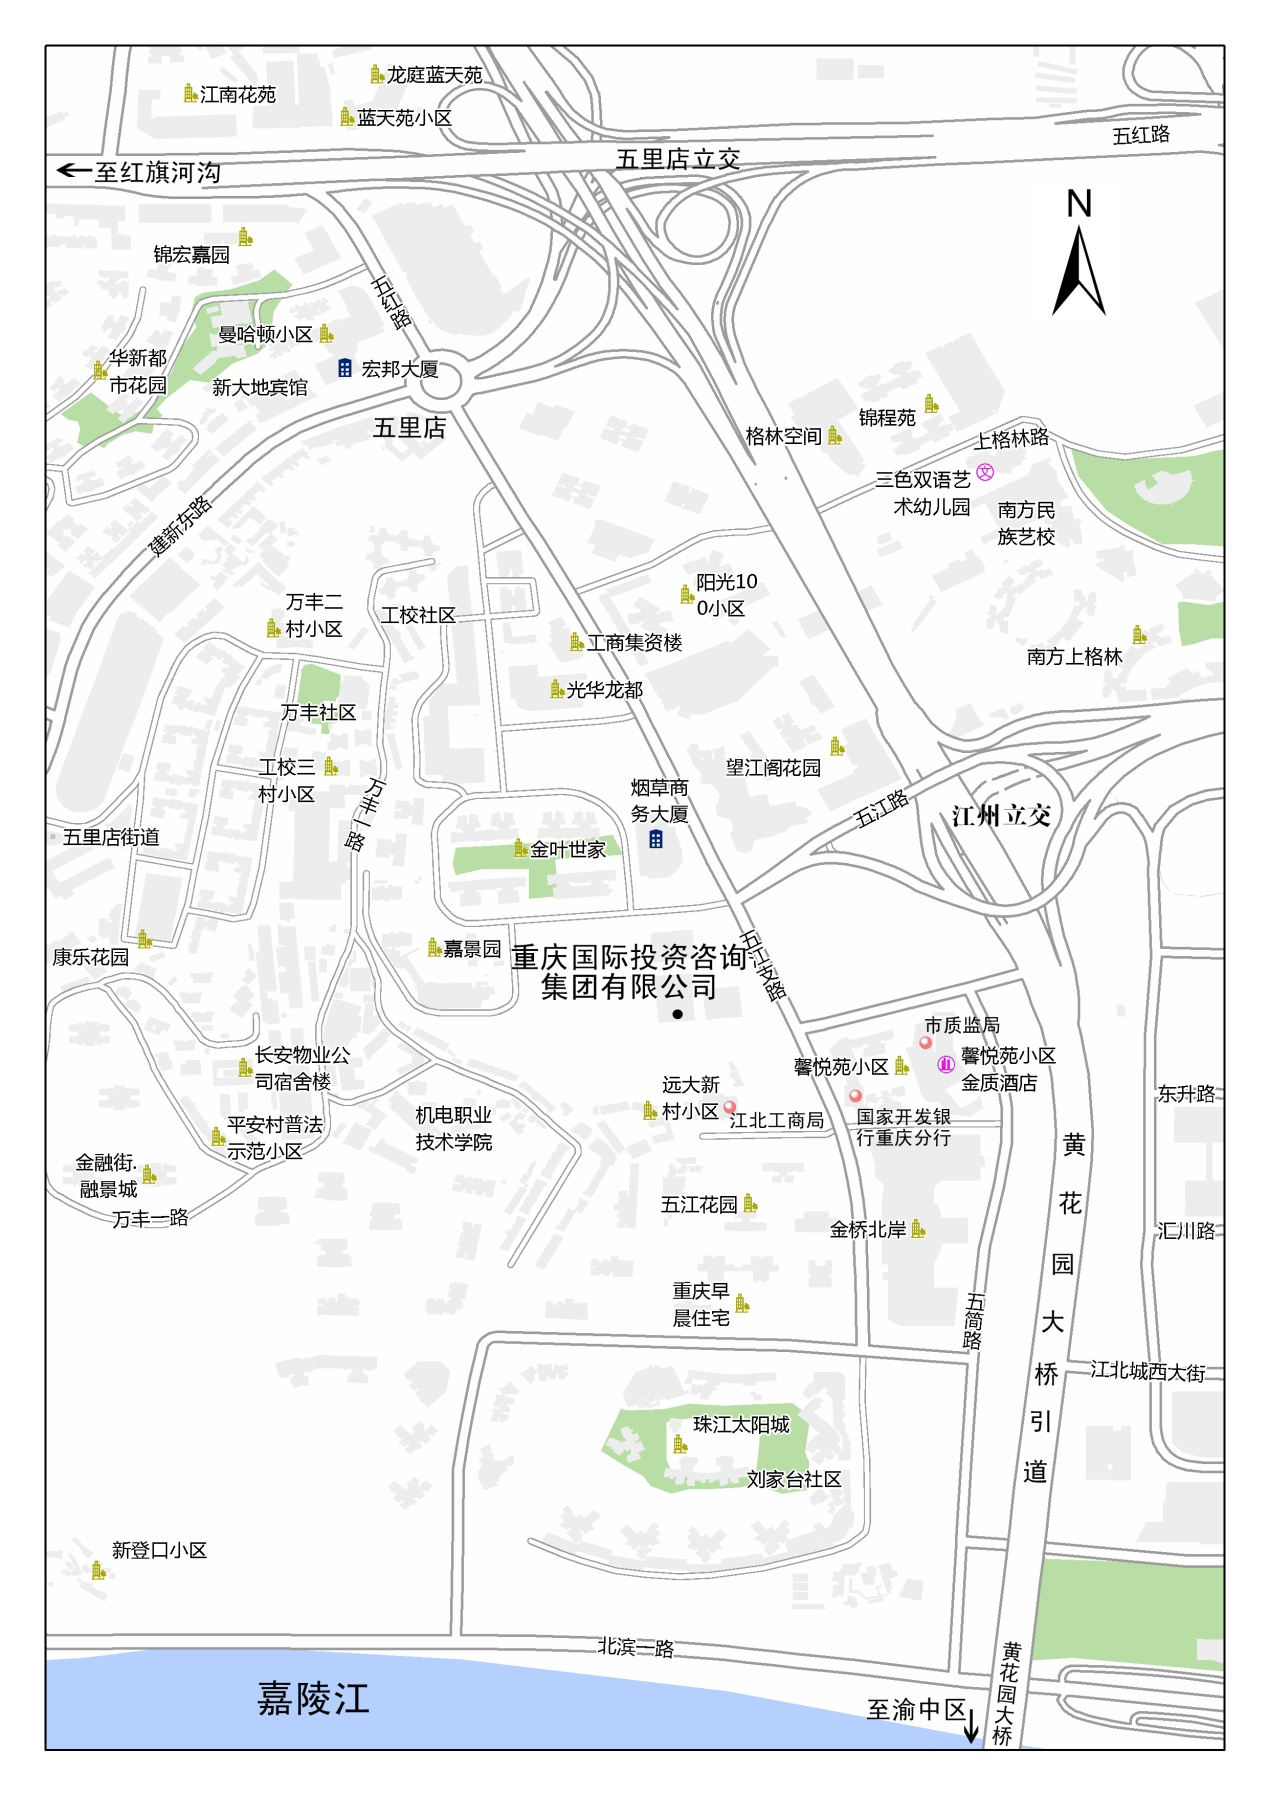 龙庭蓝天苑
江南花苑
蓝天苑小区
五红路
五里店立交
至红旗河沟
N
锦宏嘉园
五红路
曼哈顿小区
华新都
市花园
宏邦大厦
新大地宾馆
五里店
锦程苑
格林空间
上格林路
三色双语艺
术幼儿园
南方民
族艺校
建新东路
阳光10
0小区
万丰二
村小区
工校社区
工商集资楼
南方上格林
光华龙都
万丰社区
工校三
村小区
望江阁花园
烟草商
务大厦
五江路
江州立交
万丰一路
五里店街道
金叶世家
康乐花园
嘉景园
重庆国际投资咨询
集团有限公司
五江支路
市质监局
长安物业公
司宿舍楼
馨悦苑小区
馨悦苑小区
金质酒店
远大新
村小区
江北工商局
国家开发银
行重庆分行
东升路
机电职业
技术学院
平安村普法
示范小区
金融街.
融景城
万丰一路
五江花园
金桥北岸
汇川路
重庆早
晨住宅
五简路
黄花园大桥引道
江北城西大街
珠江太阳城
刘家台社区
新登口小区
北滨一路
嘉陵江
至渝中区
黄花园大桥